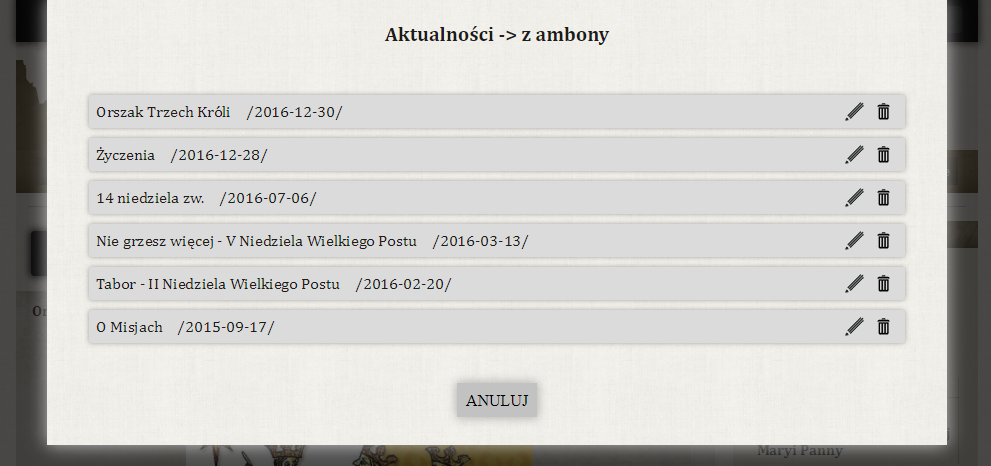 Aktualności -> z ambony
Orszak Trzech Króli /2016-12-30/
Życzenia /2016-12-28/
14 niedziela zw. /2016-07-06/
Nie grzesz więcej - V Niedziela Wielkiego Postu /2016-03-13/
Tabor - II Niedziela Wielkiego Postu /2016-02-20/
O Misjach /2015-09-17/
ANULUJ
Maryi Panny